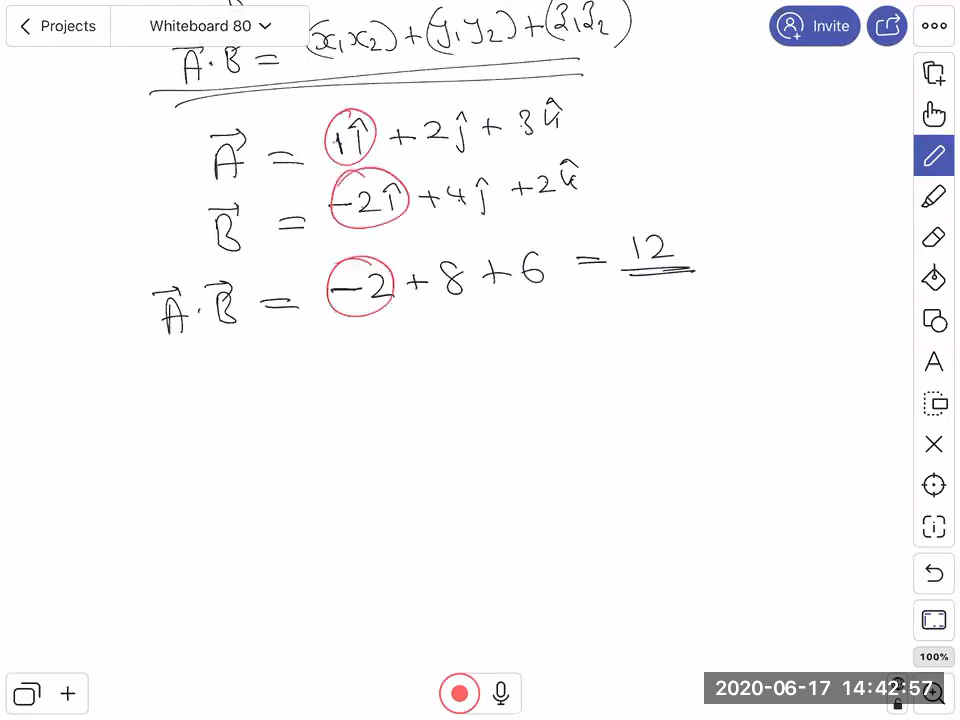 Projects
Whiteboard 80
Invite
A⃗·B⃗ = (x₁x₂) + (y₁y₂) + (z₁z₂)
A⃗ = 1î + 2ĵ + 3k̂
B⃗ = -2î + 4ĵ + 2k̂
A⃗·B⃗ = -2 + 8 + 6 = 12
A
100%
2020-06-17 14:42:57